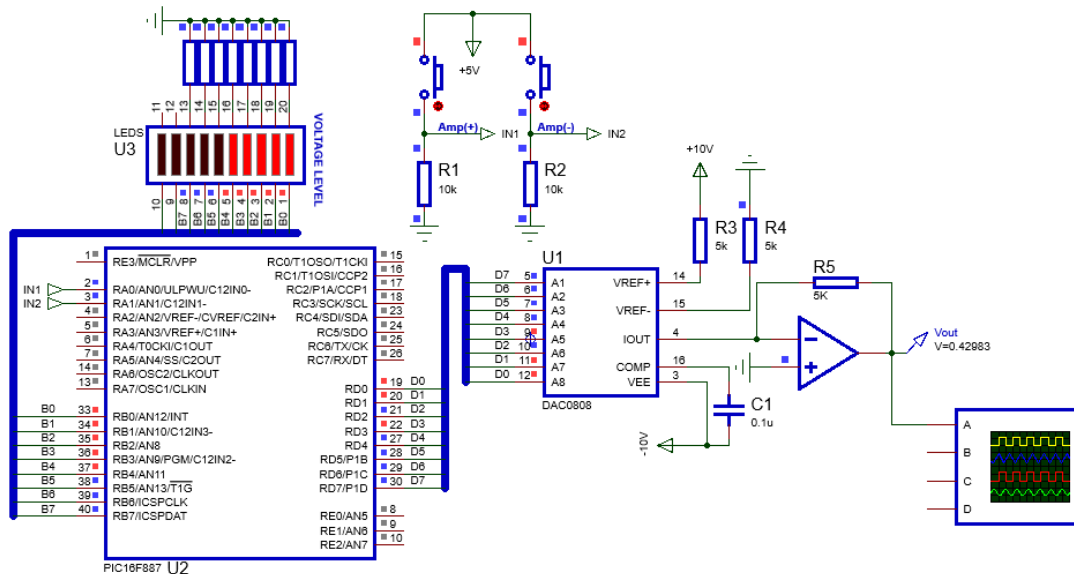 11 12 13 14 15 16 17 18 19 20
LEDS
U3
VOLTAGE LEVEL
10 9 8 7 6 5 4 3 2 1
B7 B6 B5 B4 B3 B2 B1 B0
+5V
Amp(+)
IN1
Amp(-)
IN2
R1
10k
R2
10k
+10V
R3
5k
R4
5k
IN1
IN2
1 RE3/MCLR/VPP
2 RA0/AN0/ULPWU/C12IN0-
3 RA1/AN1/C12IN1-
4 RA2/AN2/VREF-/CVREF/C2IN+
5 RA3/AN3/VREF+/C1IN+
6 RA4/T0CKI/C1OUT
7 RA5/AN4/SS/C2OUT
14 RA6/OSC2/CLKOUT
13 RA7/OSC1/CLKIN
B0 33 RB0/AN12/INT
B1 34 RB1/AN10/C12IN3-
B2 35 RB2/AN8
B3 36 RB3/AN9/PGM/C12IN2-
B4 37 RB4/AN11
B5 38 RB5/AN13/T1G
B6 39 RB6/ICSPCLK
B7 40 RB7/ICSPDAT
RC0/T1OSO/T1CKI 15
RC1/T1OSI/CCP2 16
RC2/P1A/CCP1 17
RC3/SCK/SCL 18
RC4/SDI/SDA 23
RC5/SDO 24
RC6/TX/CK 25
RC7/RX/DT 26
RD0 19 D0
RD1 20 D1
RD2 21 D2
RD3 22 D3
RD4 27 D4
RD5/P1B 28 D5
RD6/P1C 29 D6
RD7/P1D 30 D7
RE0/AN5 8
RE1/AN6 9
RE2/AN7 10
PIC16F887
U2
U1
D7 5 A1
D6 6 A2
D5 7 A3
D4 8 A4
D3 9 A5
D2 10 A6
D1 11 A7
D0 12 A8
VREF+ 14
VREF- 15
IOUT 4
COMP 16
VEE 3
DAC0808
-10V
C1
0.1u
R5
5K
Vout
V=0.42983
A
B
C
D